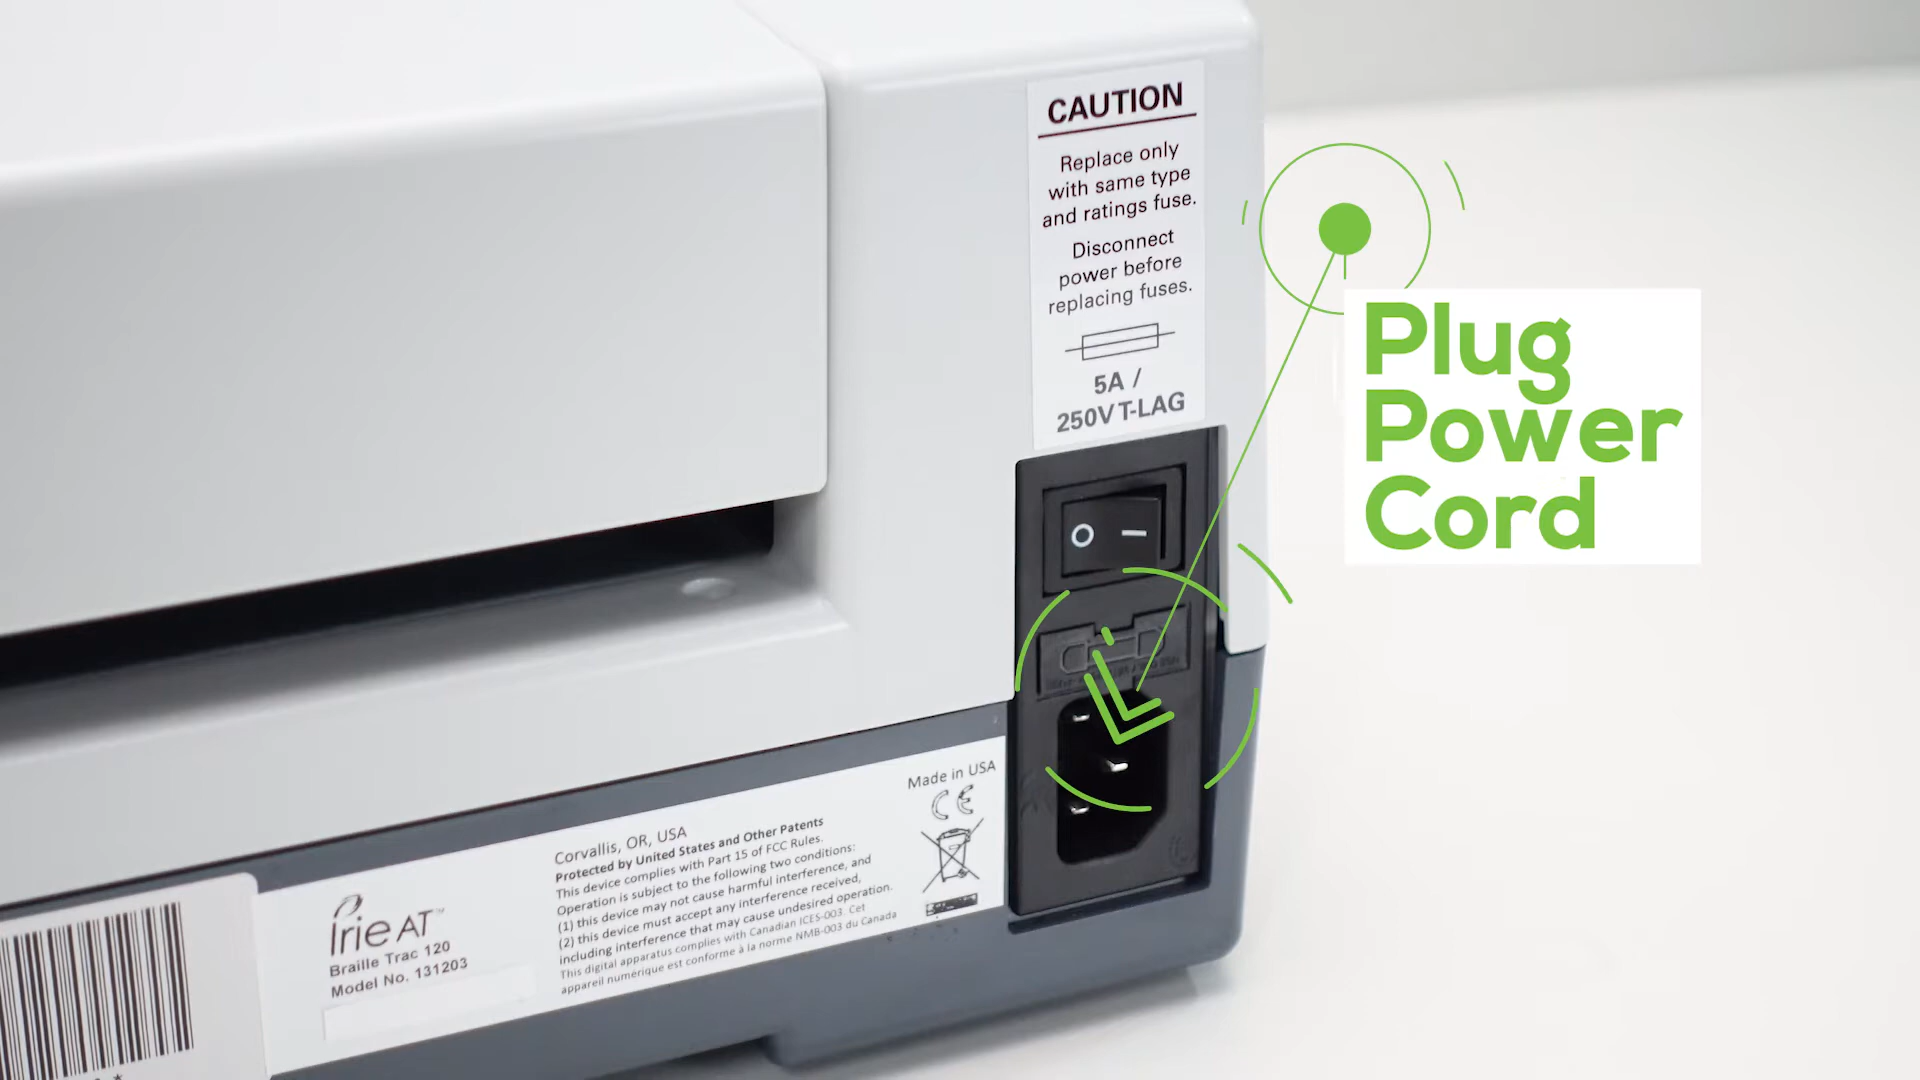 CAUTION
Replace only
with same type
and ratings fuse.
Disconnect
power before
replacing fuses.
5A /
250V T-LAG
Plug
Power
Cord
O
Made in USA
CE
Irie AT™
Braille Trac 120
Model No. 131203
Corvallis, OR, USA
Protected by United States and Other Patents
This device complies with Part 15 of FCC Rules.
Operation is subject to the following two conditions:
(1) this device may not cause harmful interference, and
(2) this device must accept any interference received,
including interference that may cause undesired operation.
This digital apparatus complies with Canadian ICES-003. Cet
appareil numérique est conforme à la norme NMB-003 du Canada